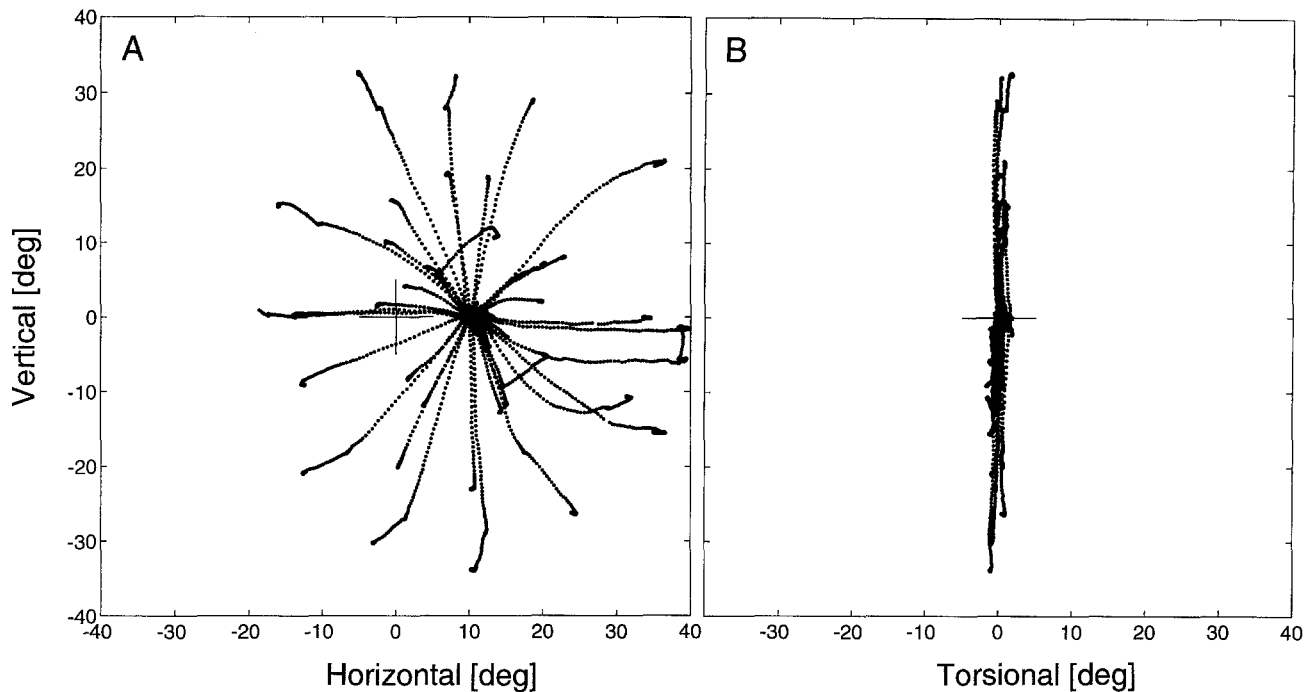 A
B
40
30
20
10
0
-10
-20
-30
-40
Vertical [deg]
-40 -30 -20 -10 0 10 20 30 40
-30 -20 -10 0 10 20 30 40
Horizontal [deg]
Torsional [deg]